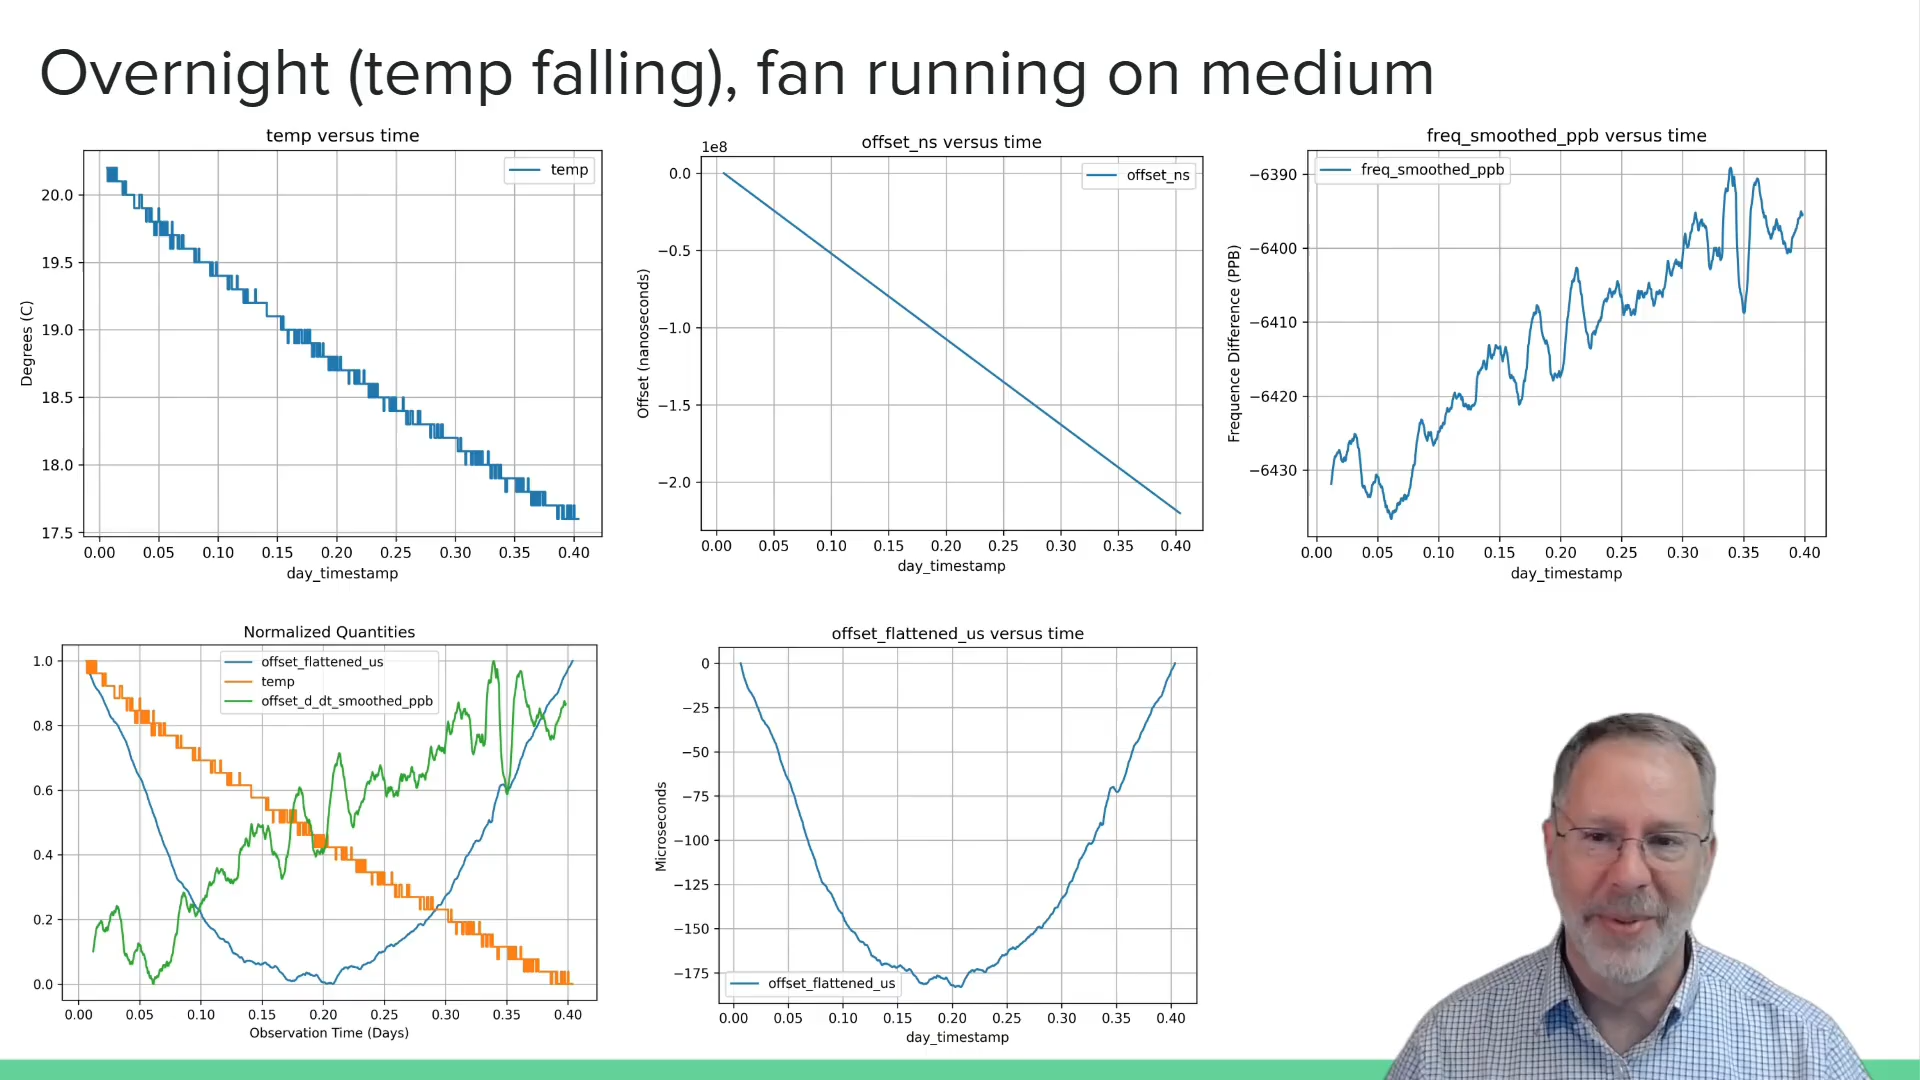 Overnight (temp falling), fan running on medium
temp versus time
temp
20.0
19.5
19.0
18.5
18.0
17.5
Degrees (C)
0.00 0.05 0.10 0.15 0.20 0.25 0.30 0.35 0.40
day_timestamp
offset_ns versus time
1e8
offset_ns
0.0
−0.5
−1.0
−1.5
−2.0
Offset (nanoseconds)
0.00 0.05 0.10 0.15 0.20 0.25 0.30 0.35 0.40
day_timestamp
freq_smoothed_ppb versus time
freq_smoothed_ppb
−6390
−6400
−6410
−6420
−6430
Frequence Difference (PPB)
0.00 0.05 0.10 0.15 0.20 0.25 0.30 0.35 0.40
day_timestamp
Normalized Quantities
offset_flattened_us
temp
offset_d_dt_smoothed_ppb
1.0
0.8
0.6
0.4
0.2
0.0
0.00 0.05 0.10 0.15 0.20 0.25 0.30 0.35 0.40
Observation Time (Days)
offset_flattened_us versus time
0
−25
−50
−75
−100
−125
−150
−175
Microseconds
offset_flattened_us
0.00 0.05 0.10 0.15 0.20 0.25 0.30 0.35 0.40
day_timestamp